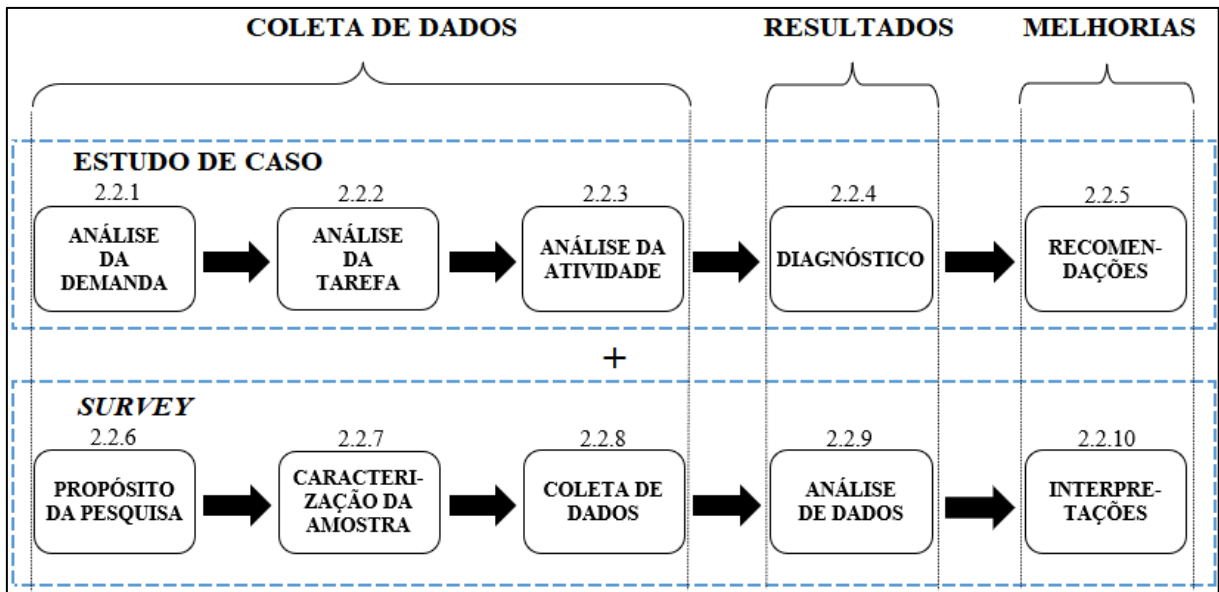 COLETA DE DADOS
RESULTADOS
MELHORIAS
ESTUDO DE CASO
2.2.1
ANÁLISE
DA
DEMANDA
2.2.2
ANÁLISE
DA
TAREFA
2.2.3
ANÁLISE DA
ATIVIDADE
2.2.4
DIAGNÓSTICO
2.2.5
RECOMEN-
DAÇÕES
+
SURVEY
2.2.6
PROPÓSITO
DA PESQUISA
2.2.7
CARACTERI-
ZAÇÃO DA
AMOSTRA
2.2.8
COLETA DE
DADOS
2.2.9
ANÁLISE
DE DADOS
2.2.10
INTERPRE-
TAÇÕES